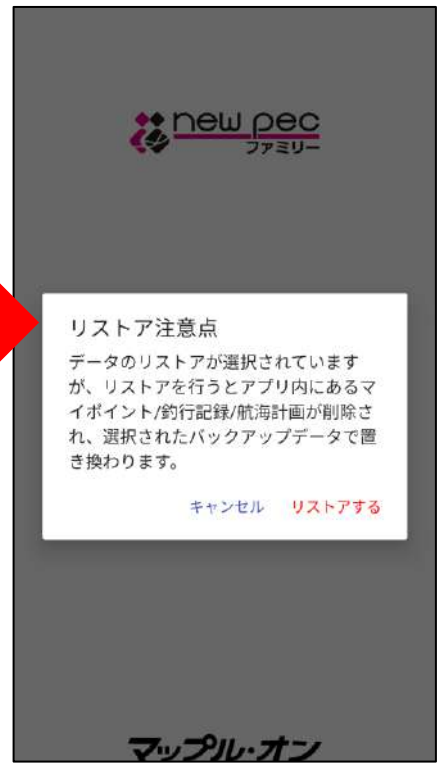 new pec
ファミリー
リストア注意点
データのリストアが選択されています
が、リストアを行うとアプリ内にあるマ
イポイント/釣行記録/航海計画が削除さ
れ、選択されたバックアップデータで置
き換わります。
キャンセル リストアする
マップル・オン